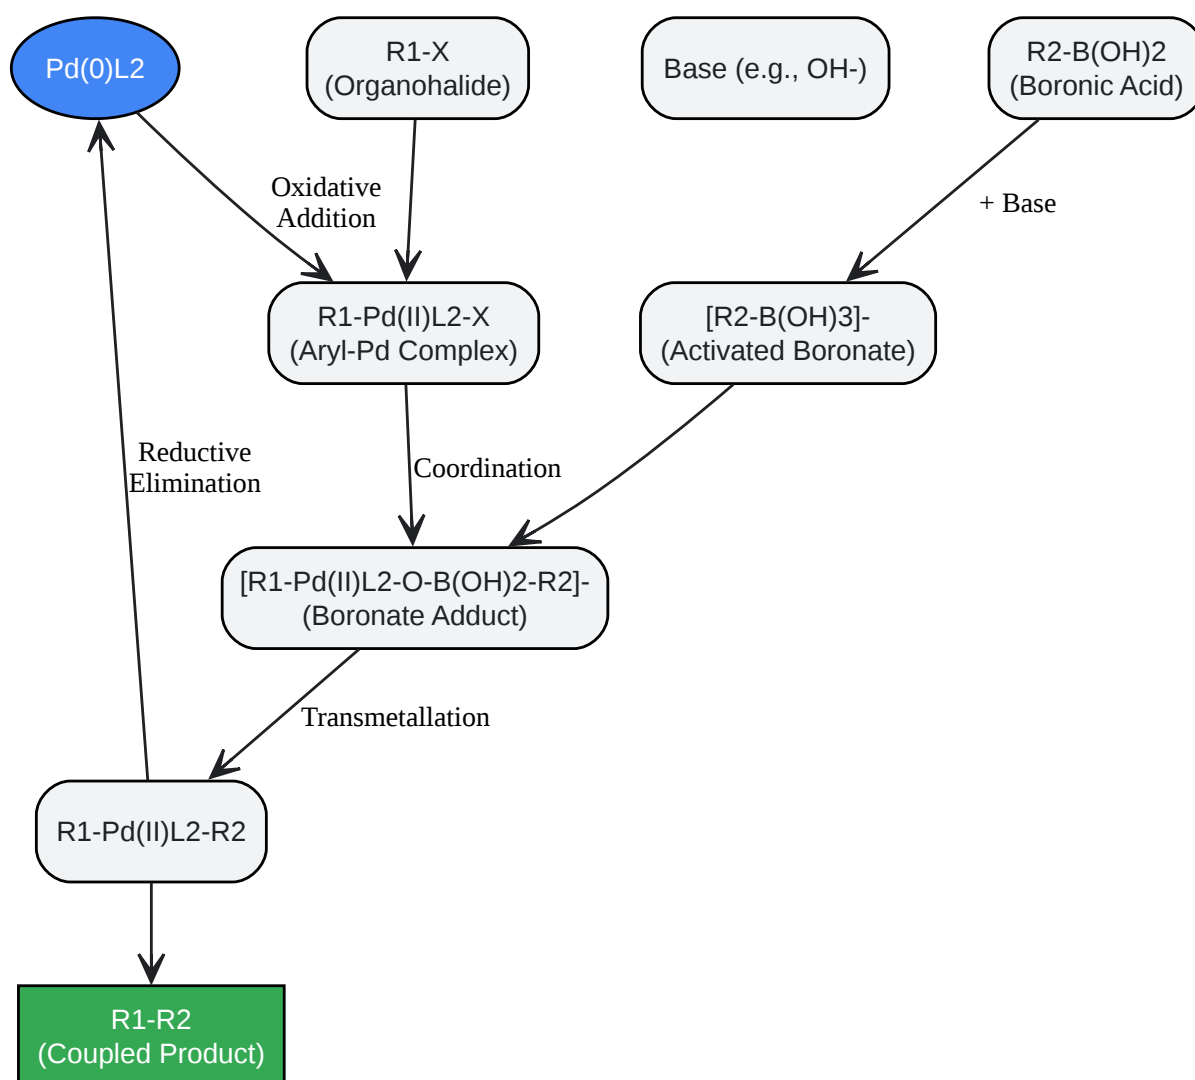 Pd(0)L2
R1-X
(Organohalide)
Base (e.g., OH-)
R2-B(OH)2
(Boronic Acid)
Oxidative
Addition
+ Base
R1-Pd(II)L2-X
(Aryl-Pd Complex)
[R2-B(OH)3]-
(Activated Boronate)
Reductive
Elimination
Coordination
[R1-Pd(II)L2-O-B(OH)2-R2]-
(Boronate Adduct)
Transmetallation
R1-Pd(II)L2-R2
R1-R2
(Coupled Product)